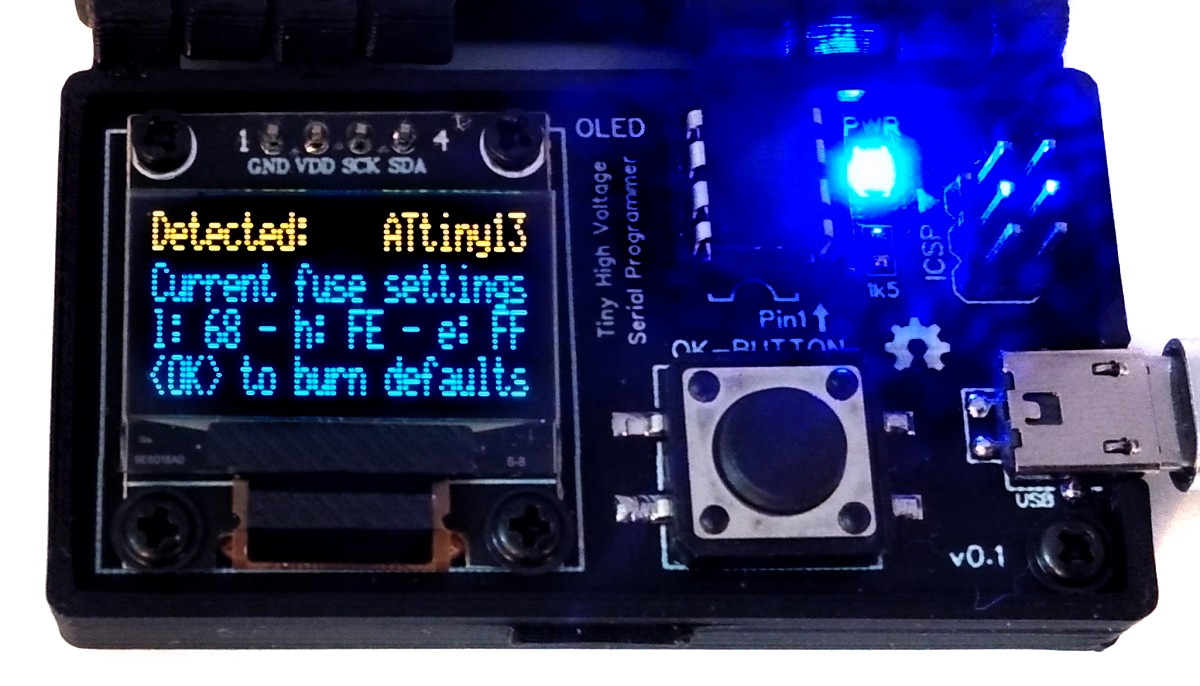 1 4
GND VDD SCK SDA
OLED
Detected: ATtiny13
Current fuse settings
l: 68 - h: FE - e: FF
<OK> to burn defaults
Tiny High Voltage
Serial Programmer
PWR
ICSP
1k5
Pin1↑
OK-BUTTON
USB
v0.1